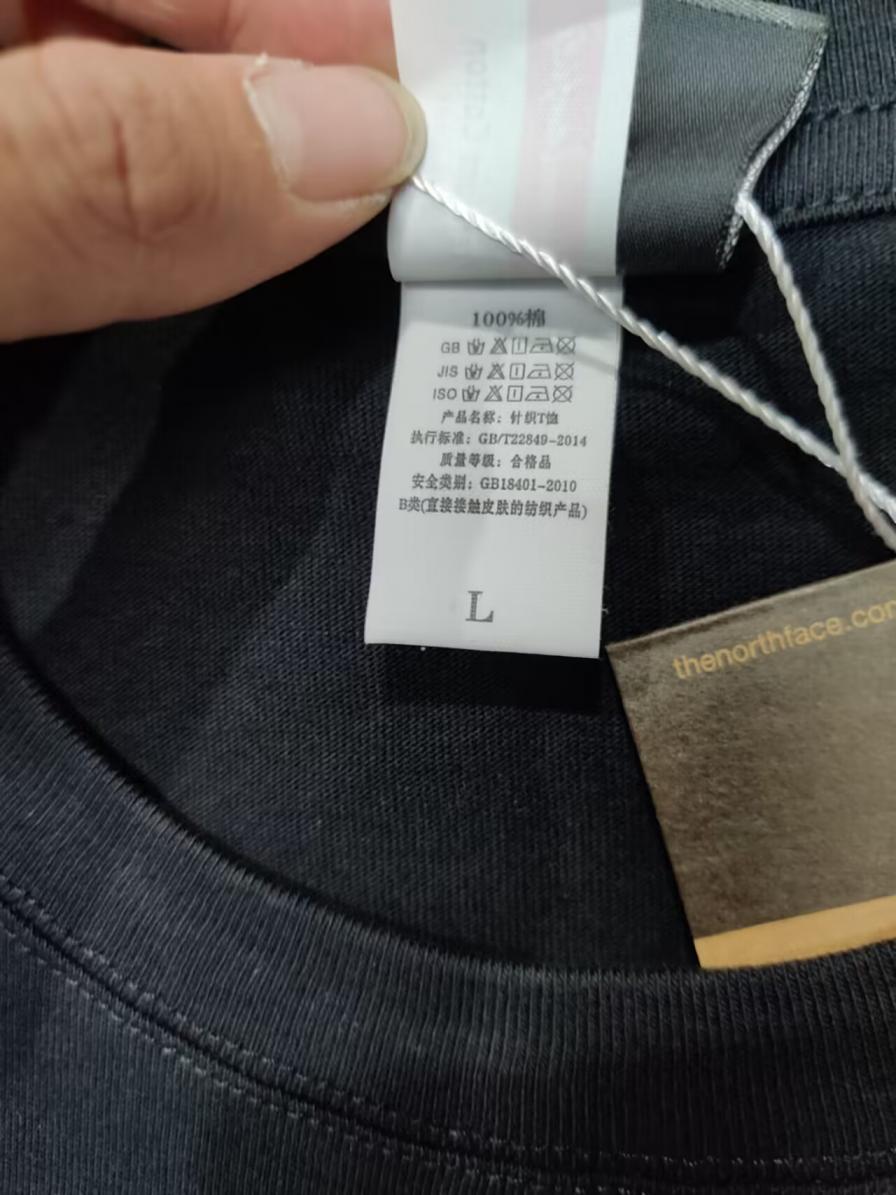 100%棉
GB
JIS
ISO
产品名称: 针织T恤
执行标准: GB/T22849-2014
质量等级: 合格品
安全类别: GB18401-2010
B类(直接接触皮肤的纺织产品)
L
thenorthface.com